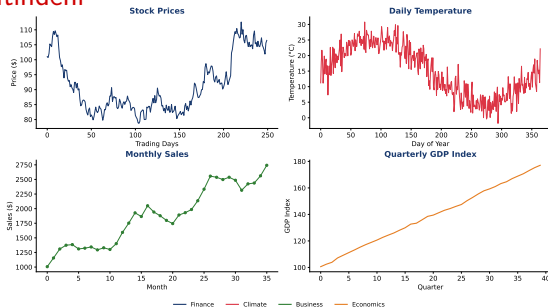 Stock Prices
110
105
100
95
90
85
80
Price ($)
0 50 100 150 200 250
Trading Days
Daily Temperature
30
25
20
15
10
5
0
Temperature (°C)
0 50 100 150 200 250 300 350
Day of Year
Monthly Sales
2750
2500
2250
2000
1750
1500
1250
1000
Sales ($)
0 5 10 15 20 25 30 35
Month
Quarterly GDP Index
180
160
140
120
100
GDP Index
0 5 10 15 20 25 30 35 40
Quarter
Finance Climate Business Economics